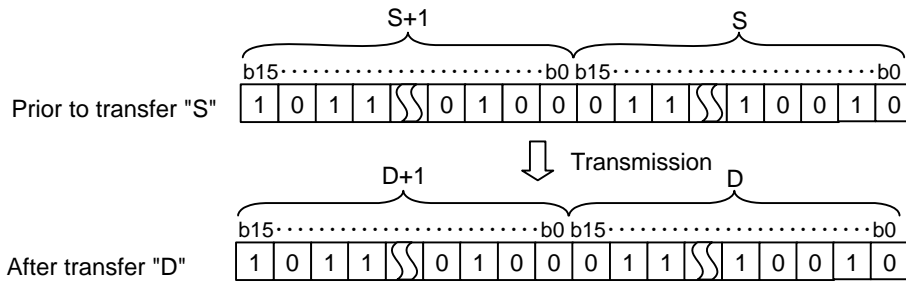 S+1 S
b15·······························b0 b15·······························b0
Prior to transfer "S" 1 0 1 1 0 1 0 0 0 1 1 1 0 0 1 0
Transmission
D+1 D
b15·······························b0 b15·······························b0
After transfer "D" 1 0 1 1 0 1 0 0 0 1 1 1 0 0 1 0